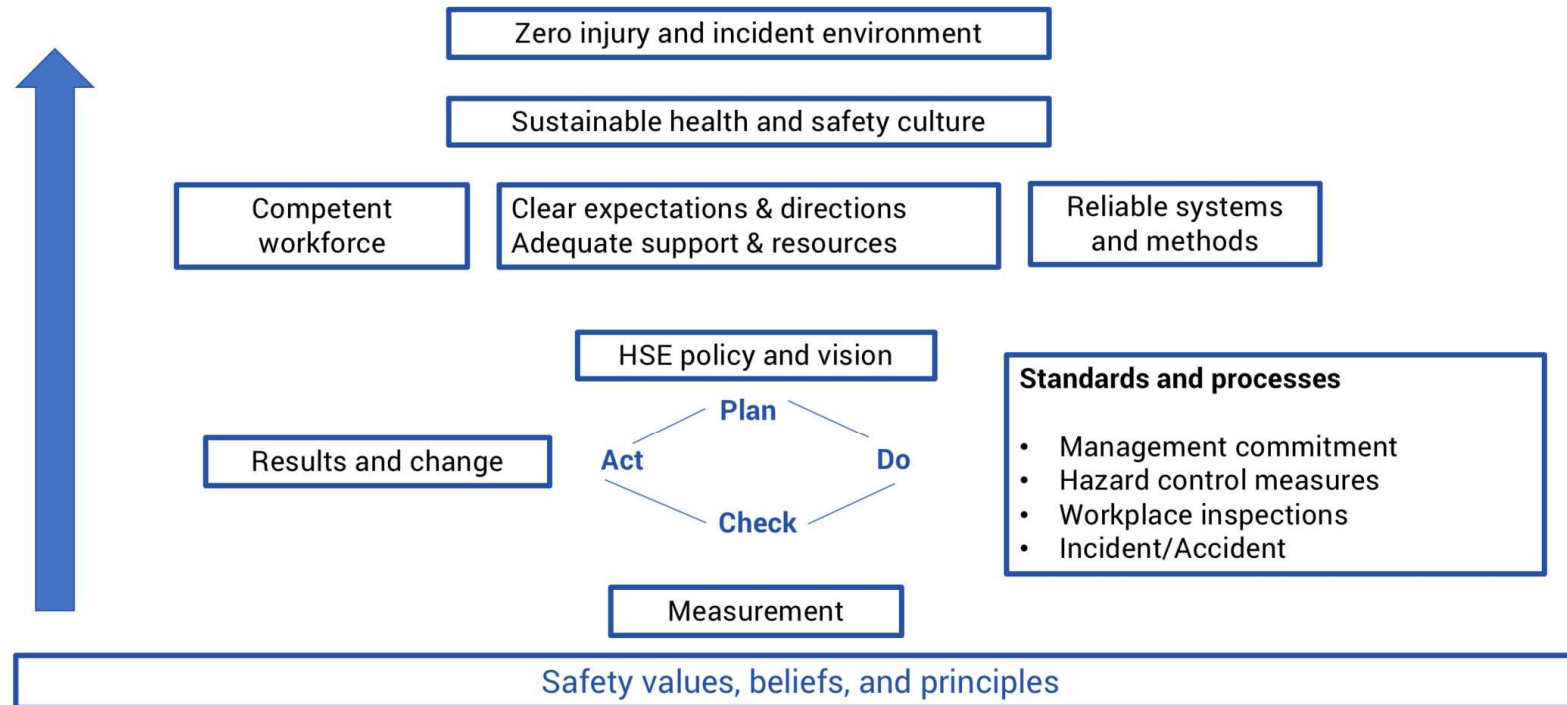 Zero injury and incident environment
Sustainable health and safety culture
Competent
workforce
Clear expectations & directions
Adequate support & resources
Reliable systems
and methods
HSE policy and vision
Plan
Act
Do
Check
Results and change
Standards and processes
• Management commitment
• Hazard control measures
• Workplace inspections
• Incident/Accident
Measurement
Safety values, beliefs, and principles